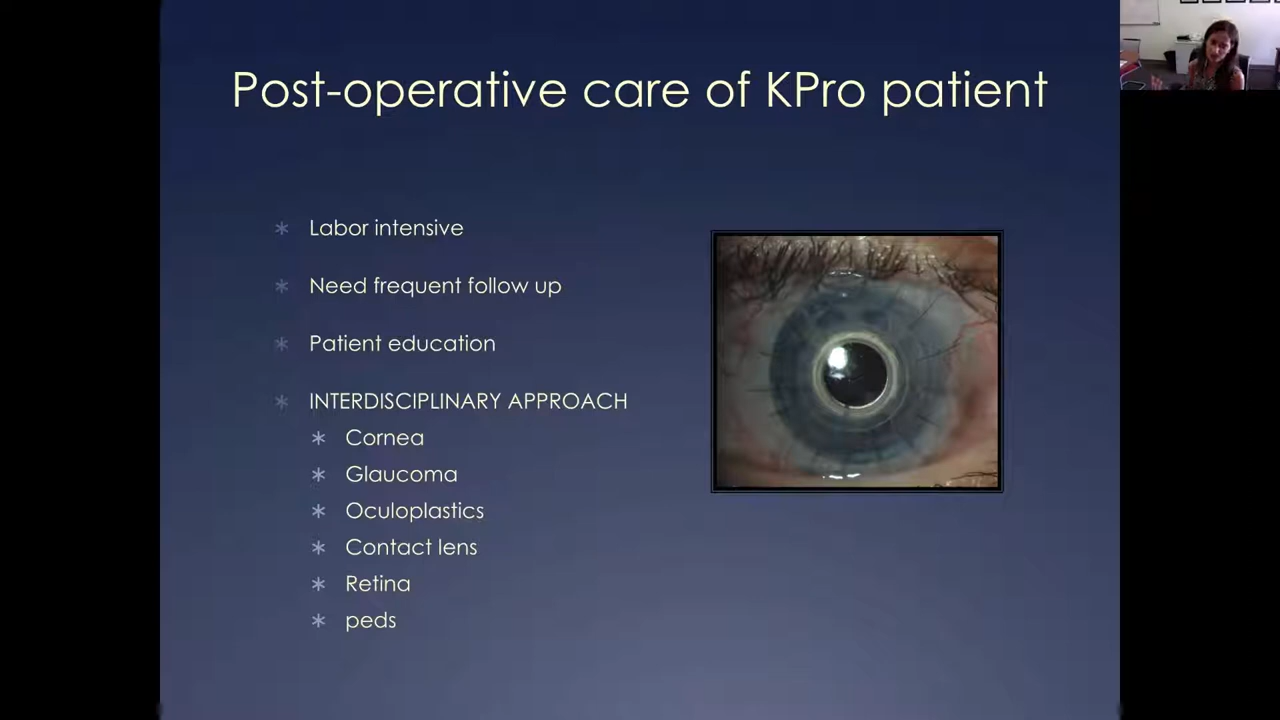 Post-operative care of KPro patient
Labor intensive
Need frequent follow up
Patient education
INTERDISCIPLINARY APPROACH
Cornea
Glaucoma
Oculoplastics
Contact lens
Retina
peds